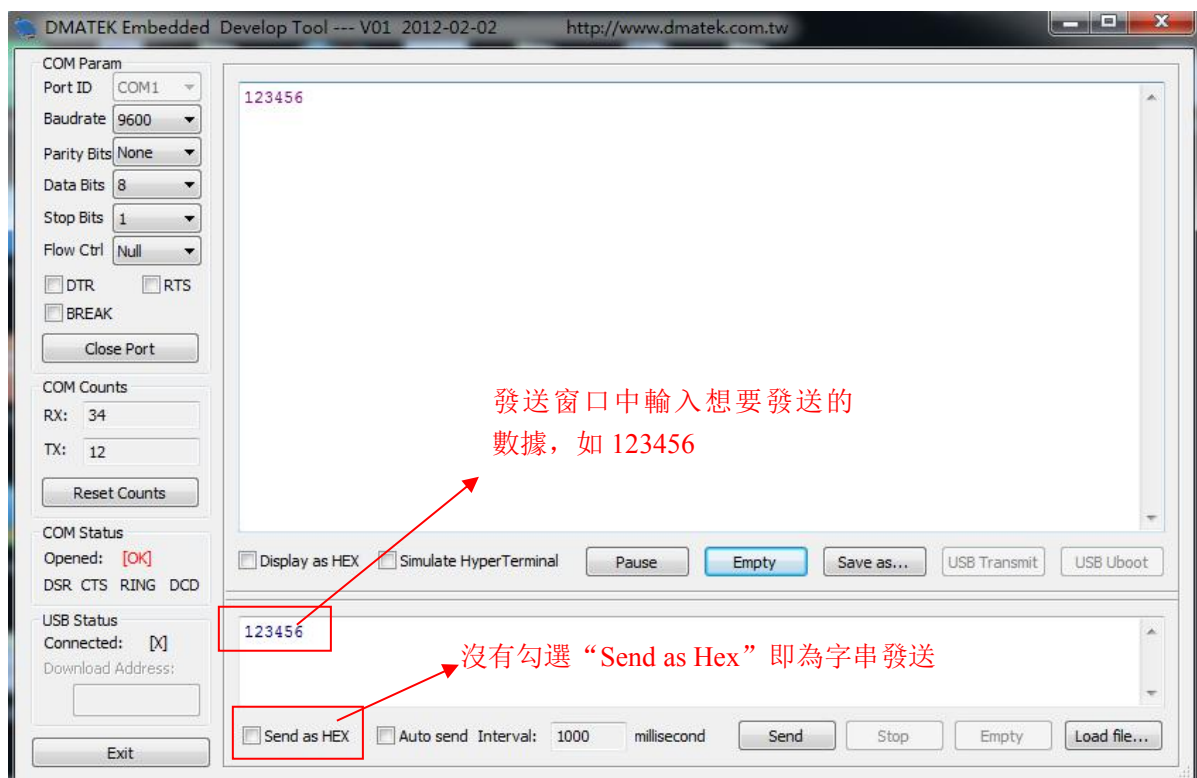 DMATEK Embedded Develop Tool --- V01 2012-02-02 http://www.dmatek.com.tw
COM Param
Port ID COM1
Baudrate 9600
Parity Bits None
Data Bits 8
Stop Bits 1
Flow Ctrl Null
DTR RTS
BREAK
Close Port
COM Counts
RX: 34
TX: 12
Reset Counts
COM Status
Opened: [OK]
DSR CTS RING DCD
USB Status
Connected: [X]
Download Address:
Exit
123456
發送窗口中輸入想要發送的
數據，如 123456
Display as HEX Simulate HyperTerminal Pause Empty Save as... USB Transmit USB Uboot
123456
沒有勾選“Send as Hex”即為字串發送
Send as HEX Auto send Interval: 1000 millisecond Send Stop Empty Load file...